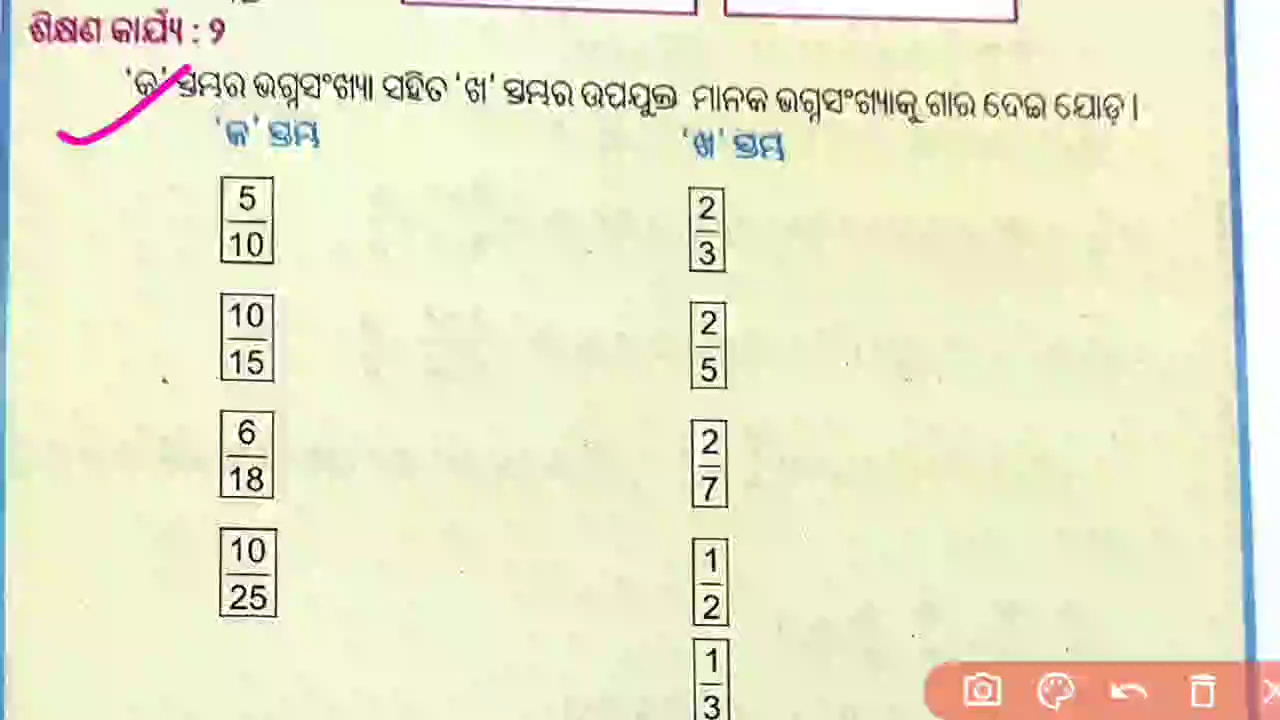 ଶିକ୍ଷଣ କାର୍ଯ୍ୟ : ୨
'କ' ସ୍ତମ୍ଭର ଭଗ୍ନସଂଖ୍ୟା ସହିତ 'ଖ' ସ୍ତମ୍ଭର ଉପଯୁକ୍ତ ମାନକ ଭଗ୍ନସଂଖ୍ୟାକୁ ଗାର ଦେଇ ଯୋଡ଼ ।
'କ' ସ୍ତମ୍ଭ 'ଖ' ସ୍ତମ୍ଭ
5/10 2/3
10/15 2/5
6/18 2/7
10/25 1/2
1/3